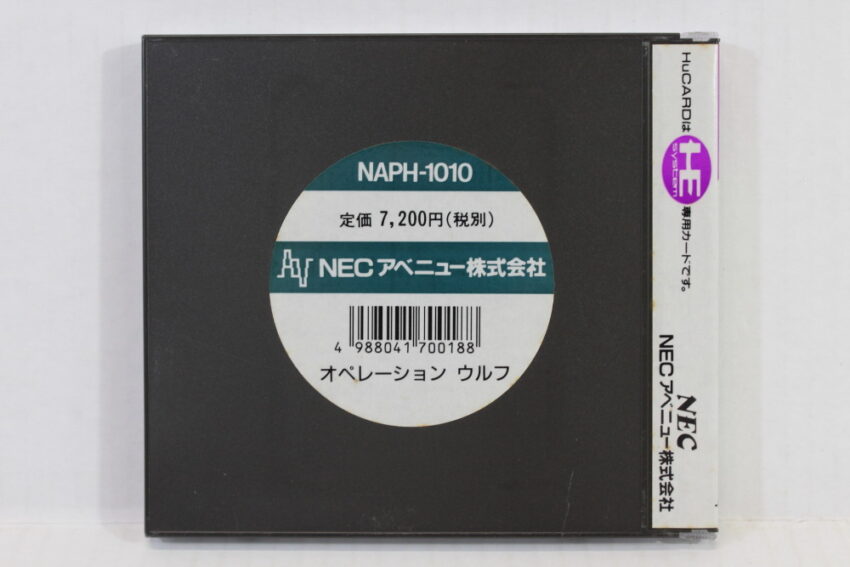 NAPH-1010
定価 7,200円(税別)
NECアベニュー株式会社
4 988041 700188
オペレーション ウルフ
HuCARDは HE system 専用カードです。
NEC
NECアベニュー株式会社